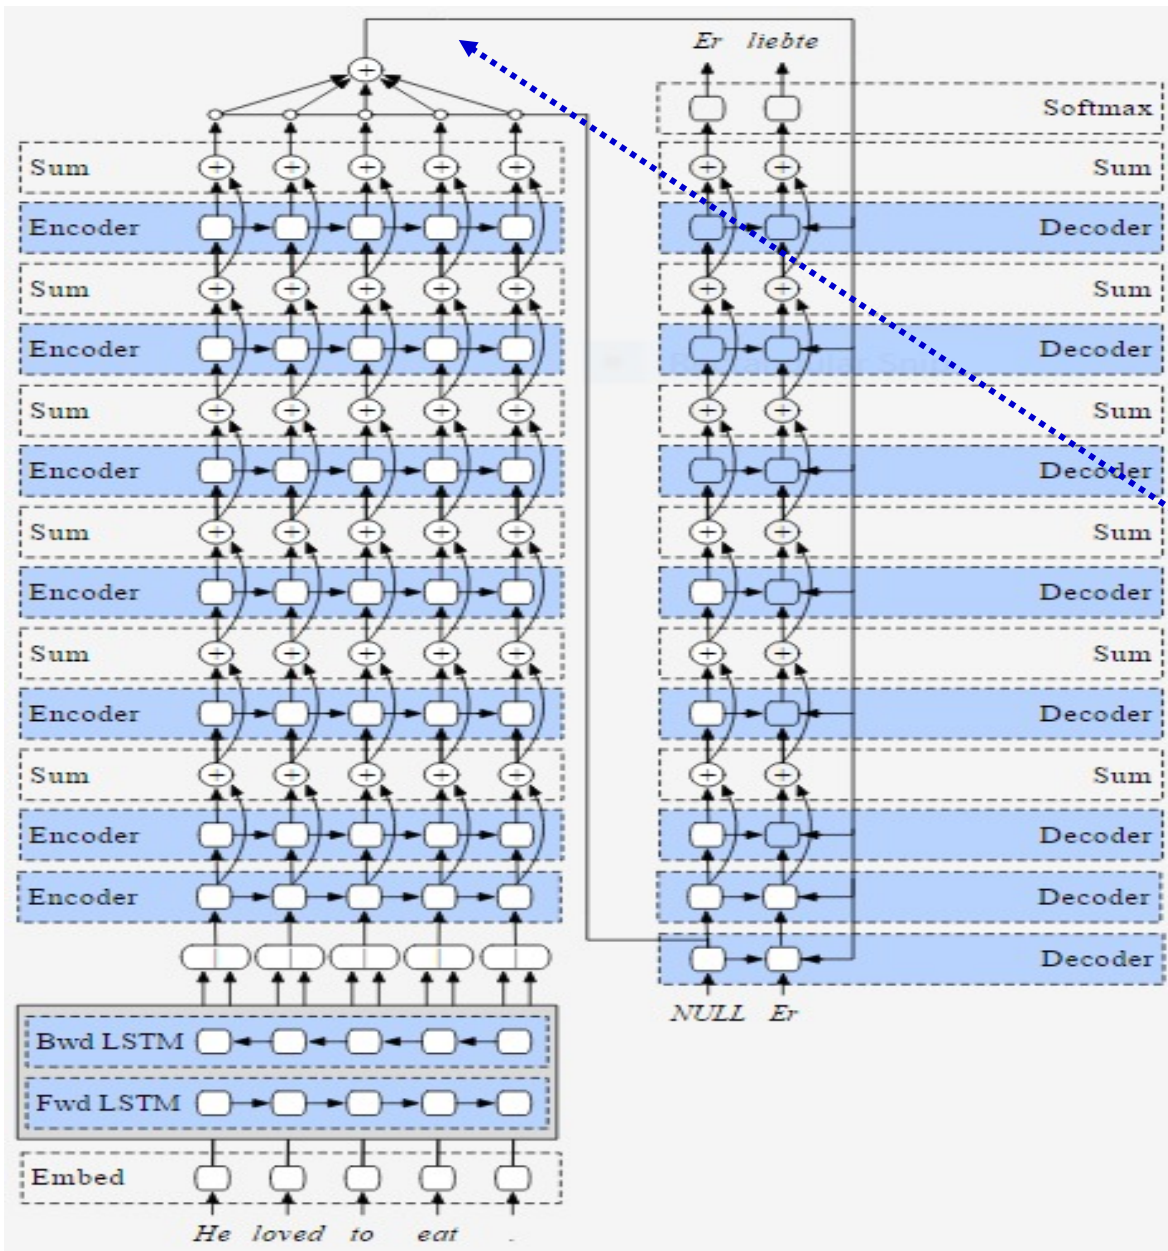 Er liebte
Softmax
Sum
Sum
Encoder
Decoder
Sum
Sum
Encoder
Decoder
Sum
Sum
Encoder
Decoder
Sum
Sum
Encoder
Decoder
Sum
Sum
Encoder
Decoder
Sum
Sum
Encoder
Decoder
Encoder
Decoder
Decoder
NULL Er
Bwd LSTM
Fwd LSTM
Embed
He loved to eat .